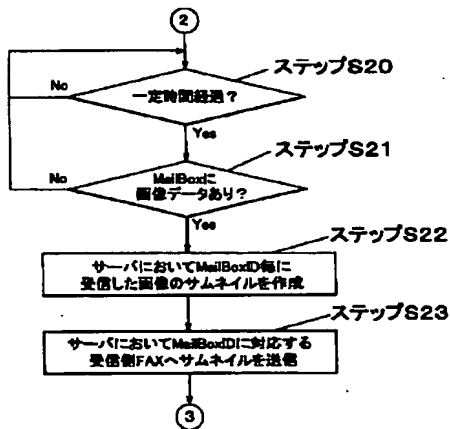 2
ステップS20
No
一定時間経過?
Yes
ステップS21
No
MailBoxに
画像データあり?
Yes
ステップS22
サーバにおいてMailBoxID毎に
受信した画像のサムネイルを作成
ステップS23
サーバにおいてMailBoxIDに対応する
受信側FAXへサムネイルを送信
3